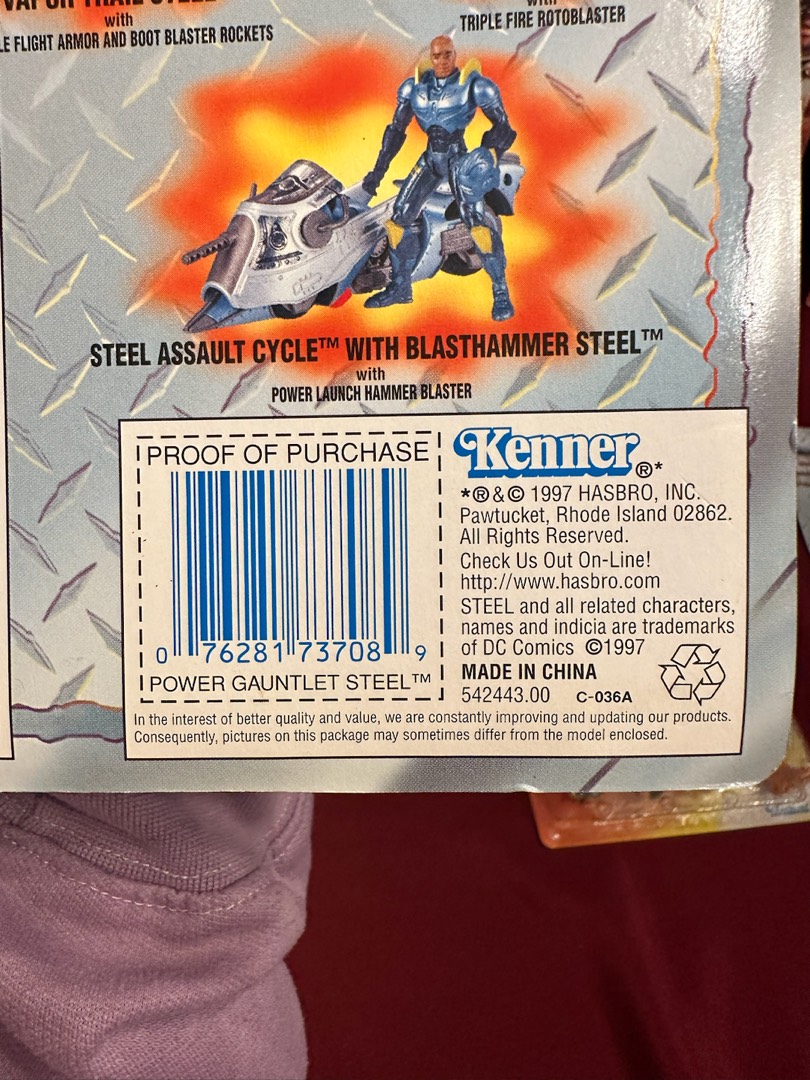 VAPOR TRAIL STEEL
with
FLIGHT ARMOR AND BOOT BLASTER ROCKETS
with
TRIPLE FIRE ROTOBLASTER
STEEL ASSAULT CYCLE™ WITH BLASTHAMMER STEEL™
with
POWER LAUNCH HAMMER BLASTER
PROOF OF PURCHASE
0 76281 73708 9
POWER GAUNTLET STEEL™
Kenner®*
*®&© 1997 HASBRO, INC.
Pawtucket, Rhode Island 02862.
All Rights Reserved.
Check Us Out On-Line!
http://www.hasbro.com
STEEL and all related characters,
names and indicia are trademarks
of DC Comics ©1997
MADE IN CHINA
542443.00 C-036A
In the interest of better quality and value, we are constantly improving and updating our products.
Consequently, pictures on this package may sometimes differ from the model enclosed.